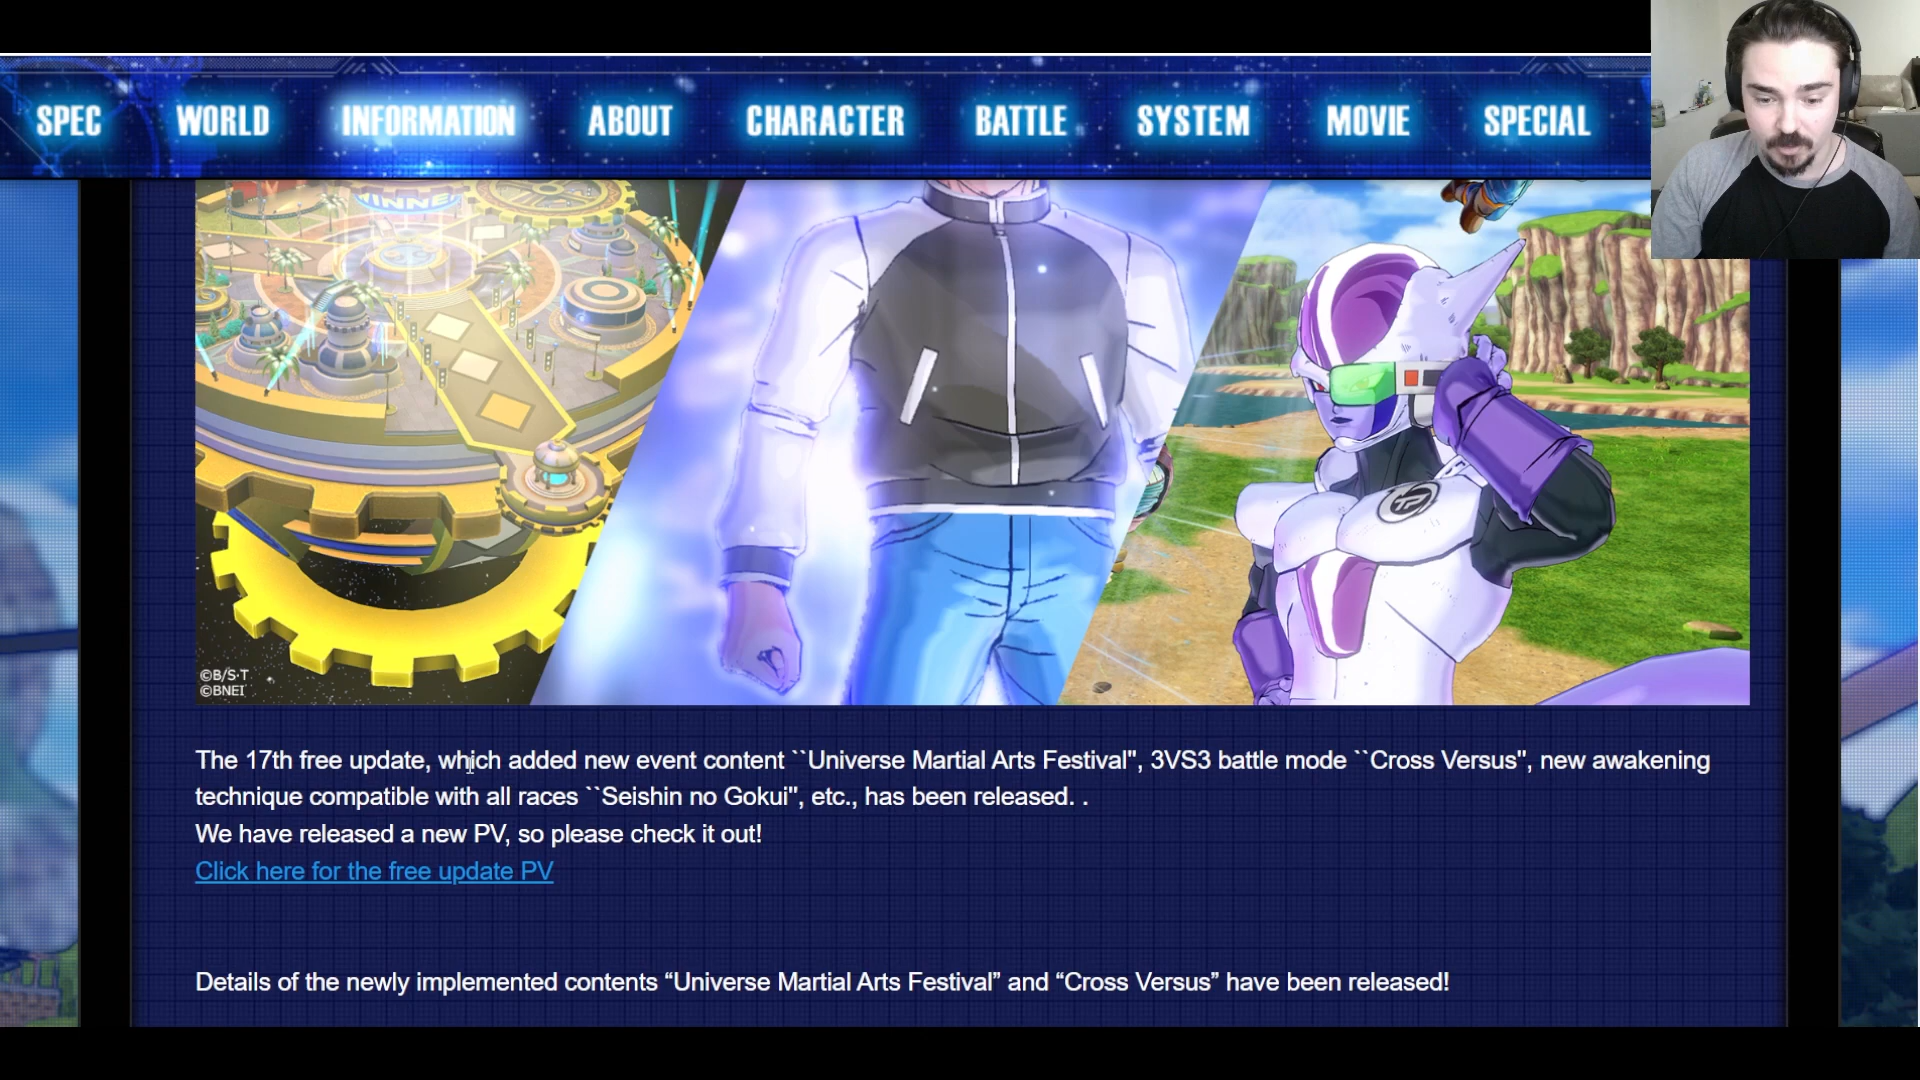 SPEC WORLD INFORMATION ABOUT CHARACTER BATTLE SYSTEM MOVIE SPECIAL
WINNE
TP
©B/S·T
©BNEI
The 17th free update, which added new event content ``Universe Martial Arts Festival'', 3VS3 battle mode ``Cross Versus'', new awakening
technique compatible with all races ``Seishin no Gokui'', etc., has been released. .
We have released a new PV, so please check it out!
Click here for the free update PV
Details of the newly implemented contents “Universe Martial Arts Festival” and “Cross Versus” have been released!